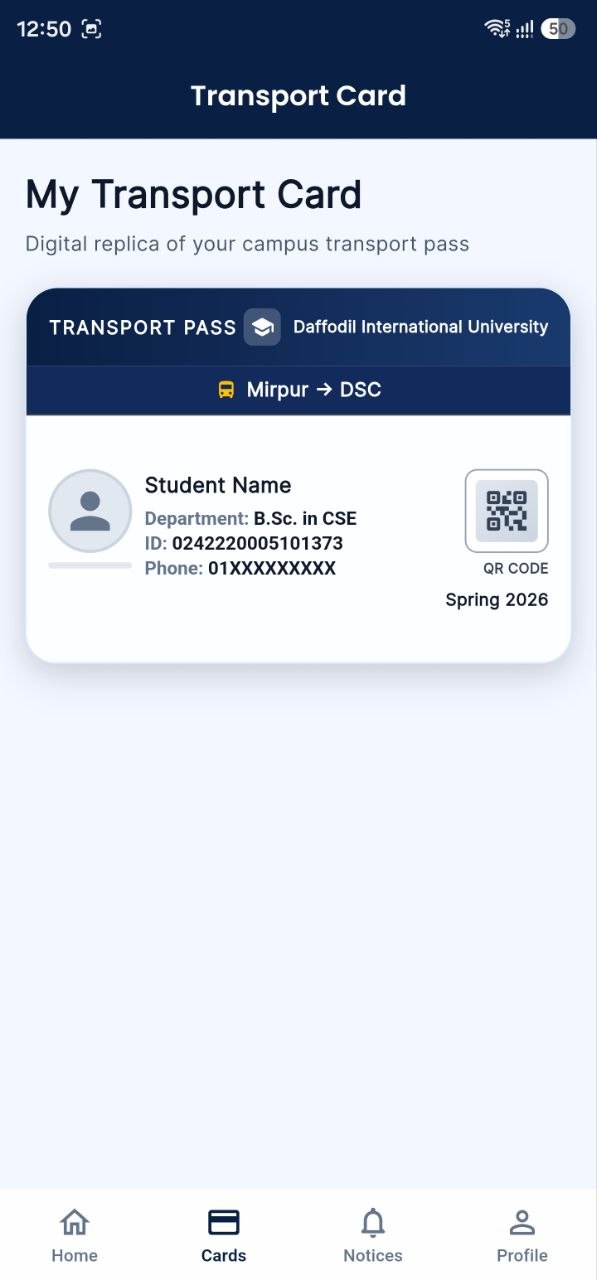 12:50
5
50
Transport Card
My Transport Card
Digital replica of your campus transport pass
TRANSPORT PASS Daffodil International University
Mirpur → DSC
Student Name
Department: B.Sc. in CSE
ID: 0242220005101373
Phone: 01XXXXXXXXX
QR CODE
Spring 2026
Home Cards Notices Profile